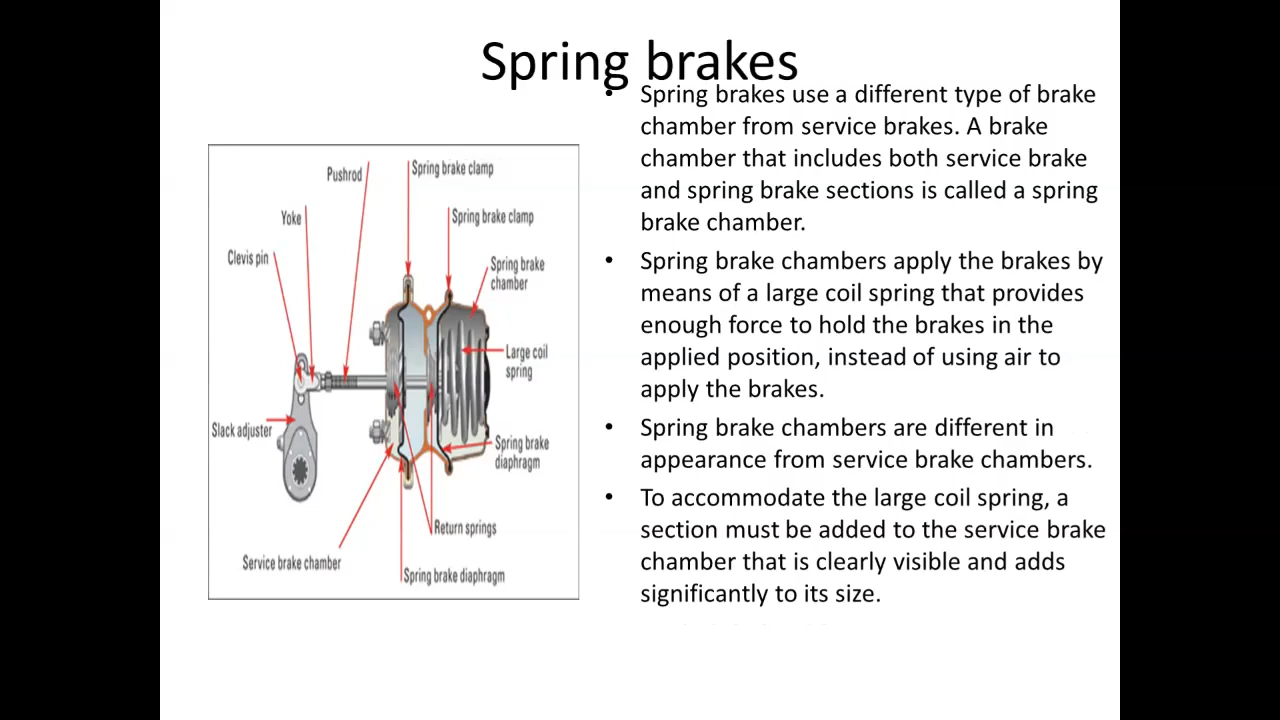 Spring brakes
• Spring brakes use a different type of brake
chamber from service brakes. A brake
chamber that includes both service brake
and spring brake sections is called a spring
brake chamber.
• Spring brake chambers apply the brakes by
means of a large coil spring that provides
enough force to hold the brakes in the
applied position, instead of using air to
apply the brakes.
• Spring brake chambers are different in
appearance from service brake chambers.
• To accommodate the large coil spring, a
section must be added to the service brake
chamber that is clearly visible and adds
significantly to its size.
Pushrod
Spring brake clamp
Yoke
Spring brake clamp
Clevis pin
Spring brake
chamber
Large coil
spring
Slack adjuster
Spring brake
diaphragm
Return springs
Service brake chamber
Spring brake diaphragm